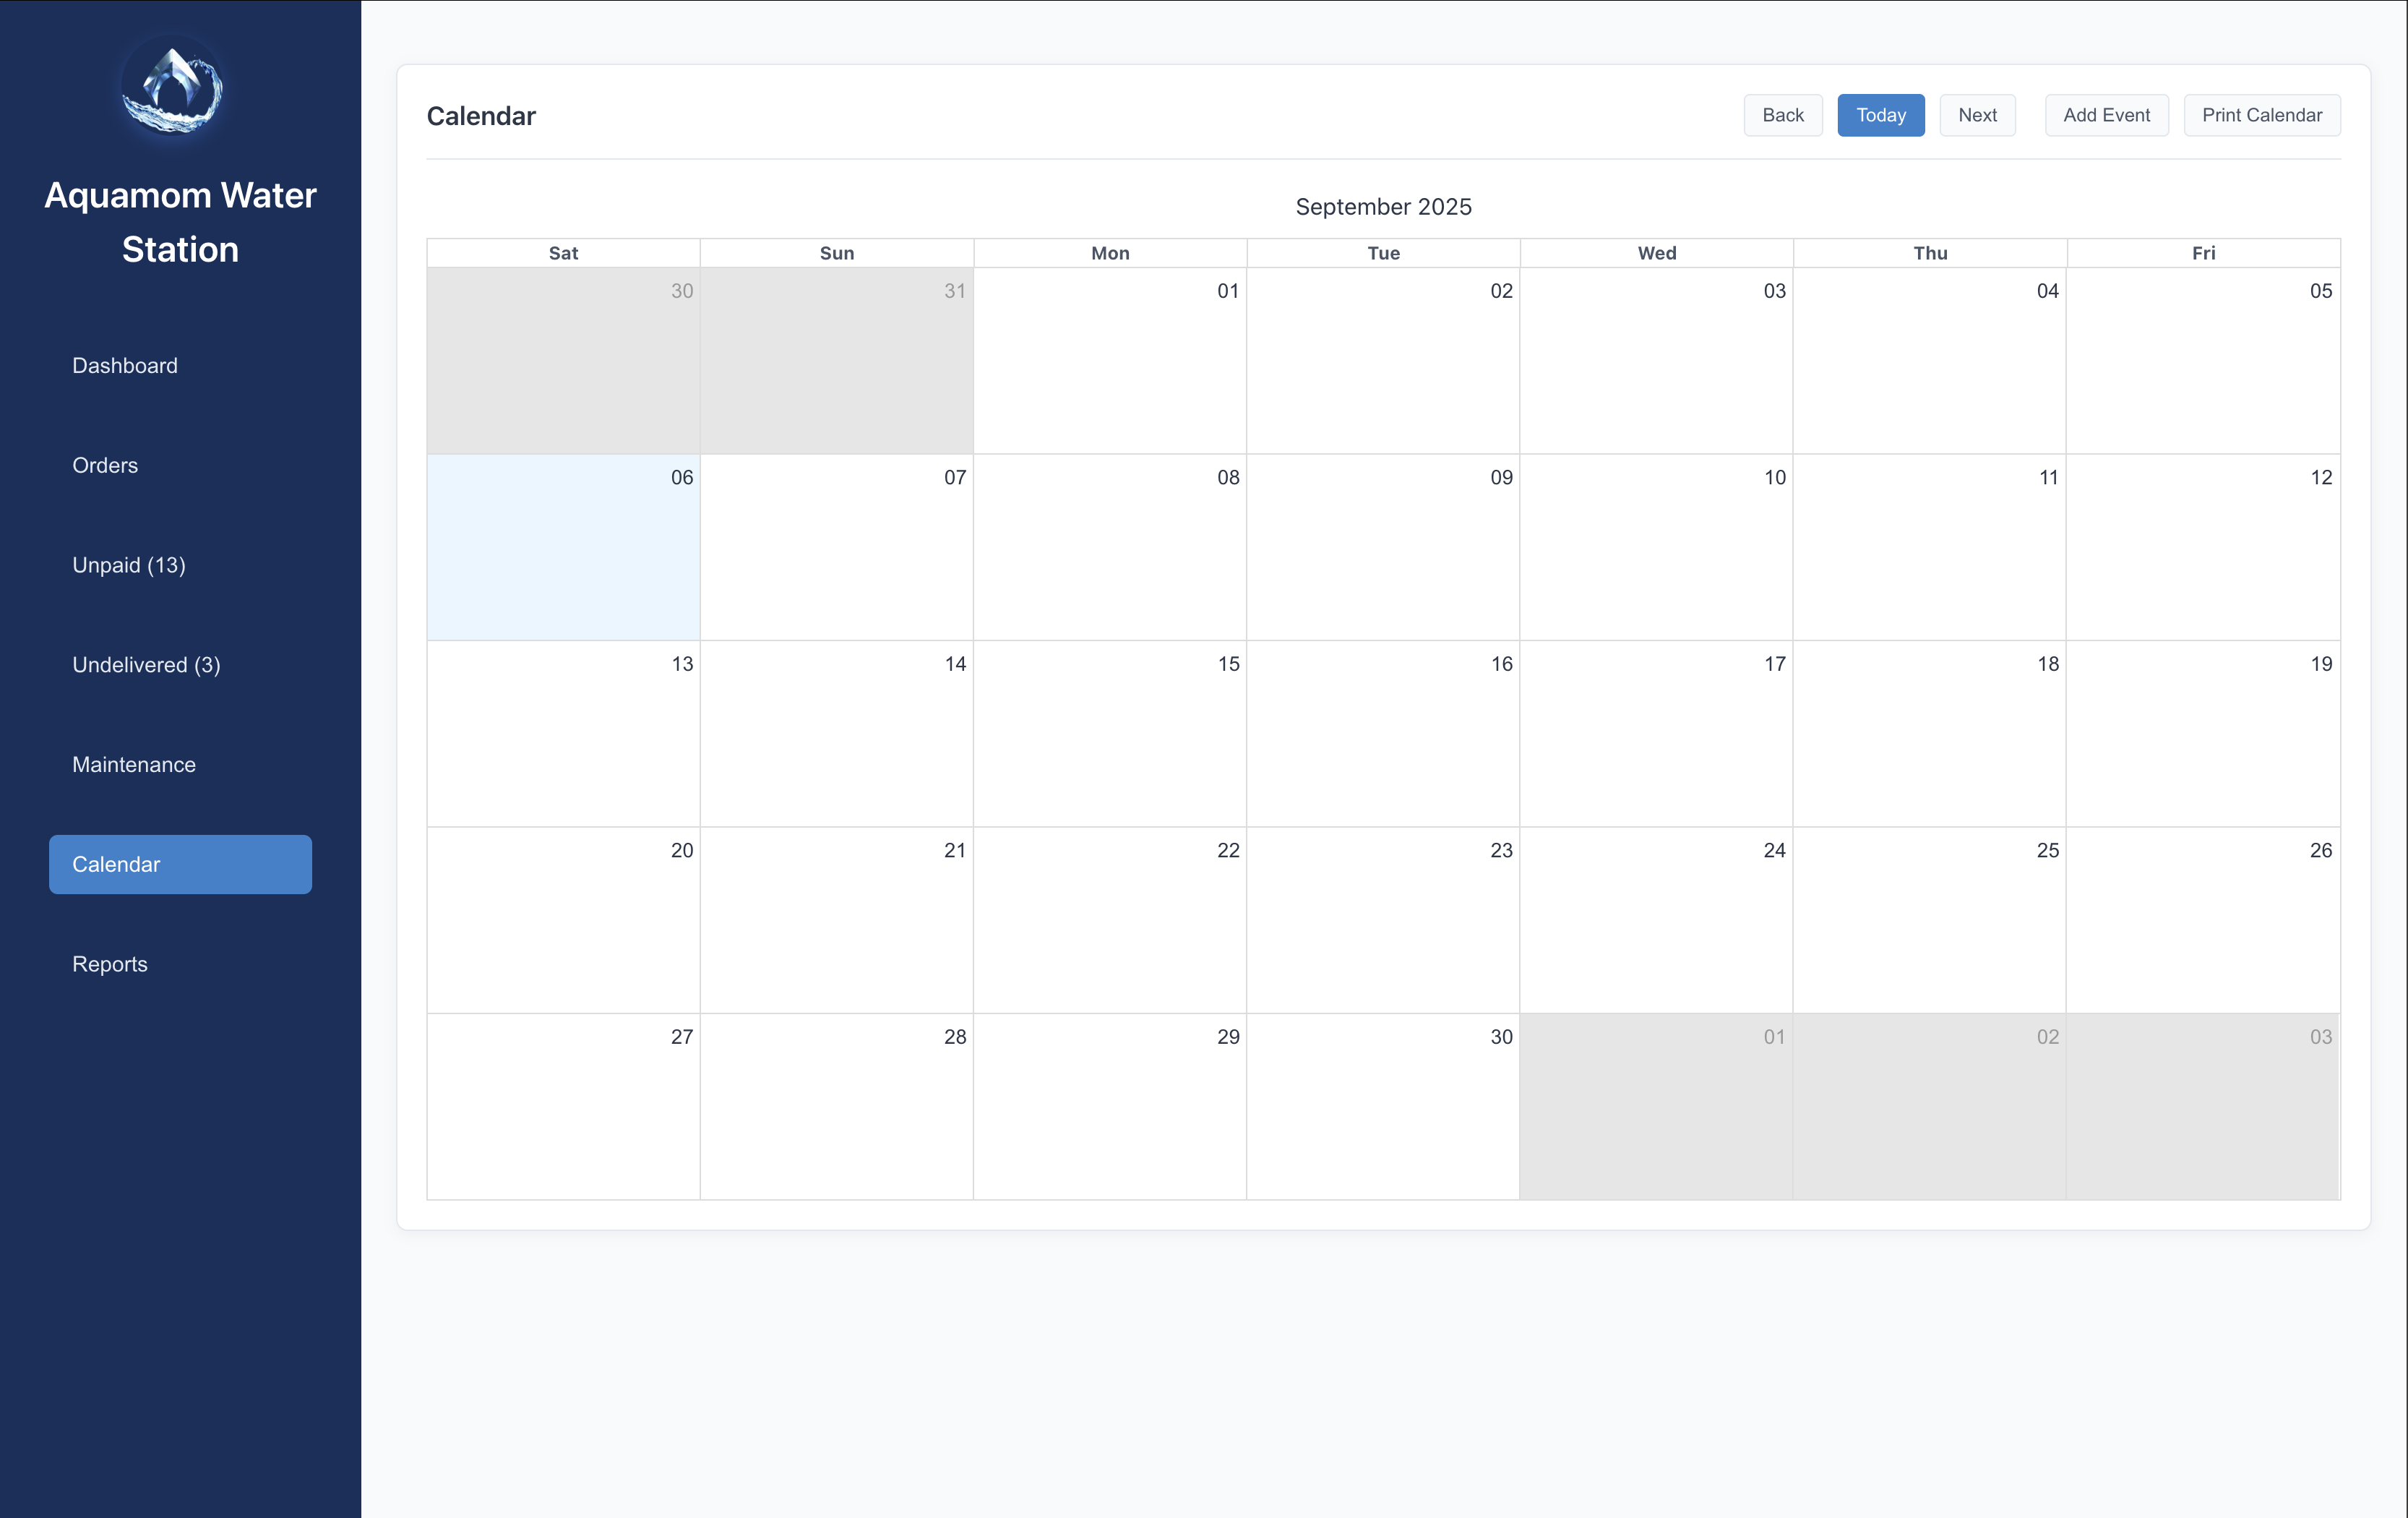 Aquamom Water
Station
Dashboard
Orders
Unpaid (13)
Undelivered (3)
Maintenance
Calendar
Reports
Calendar
Back Today Next Add Event Print Calendar
September 2025
Sat Sun Mon Tue Wed Thu Fri
30 31 01 02 03 04 05
06 07 08 09 10 11 12
13 14 15 16 17 18 19
20 21 22 23 24 25 26
27 28 29 30 01 02 03